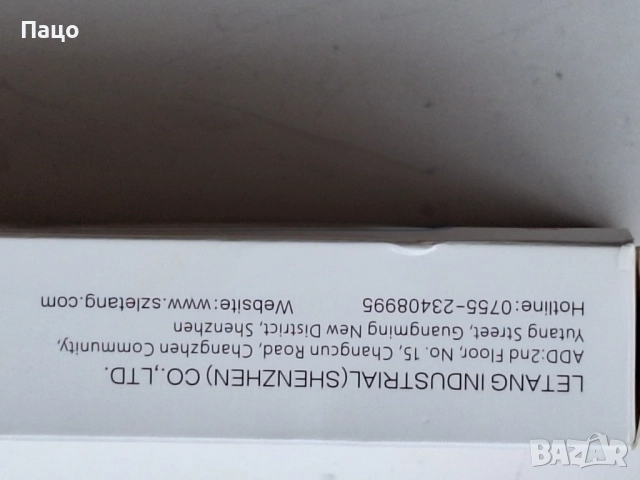 Пацо
LETANG INDUSTRIAL(SHENZHEN) CO.,LTD.
ADD:2nd Floor, No. 15, Changcun Road, Changzhen Community,
Yutang Street, Guangming New District, Shenzhen
Hotline:0755-23408995 Website:www.szletang.com
BAZAR